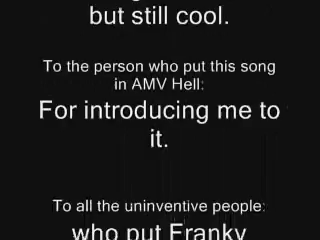 but still cool.
To the person who put this song
in AMV Hell:
For introducing me to
it.
To all the uninventive people:
who put Franky